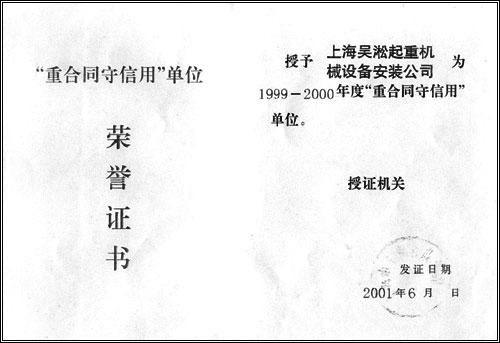 “重合同守信用”单位
荣
誉
证
书
授予 上海吴淞起重机 为
械设备安装公司
1999－2000年度“重合同守信用”
单位。
授证机关
发证日期
2001年6月 日